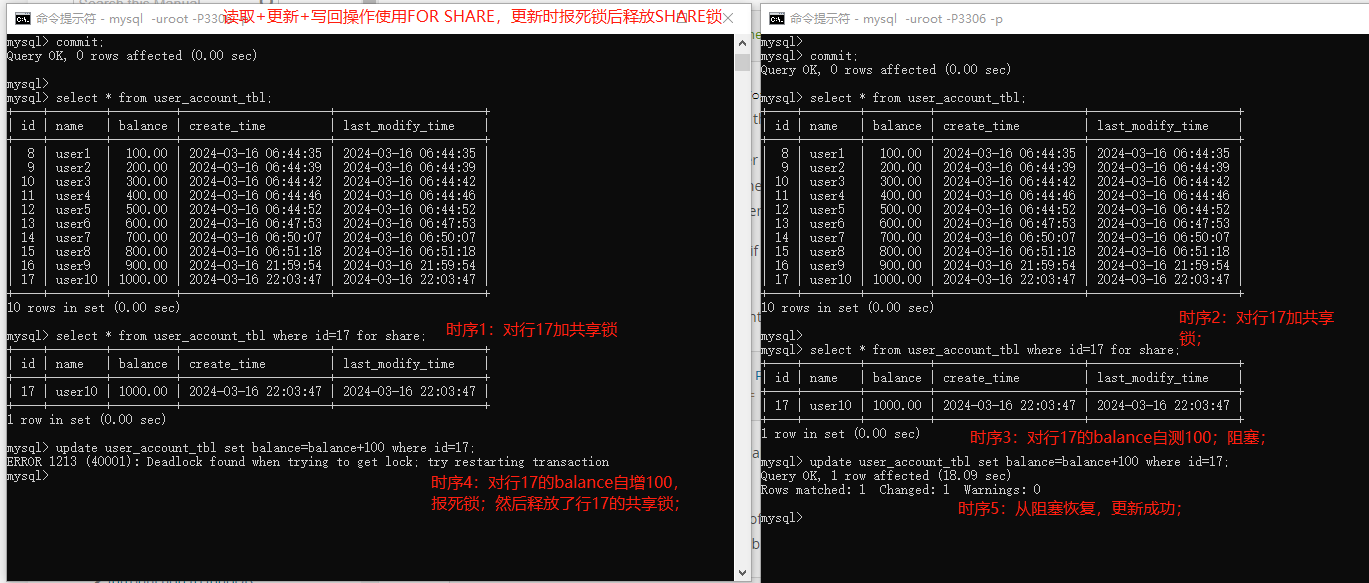 命令提示符 - mysql -uroot -P3306 -p
读取+更新+写回操作使用FOR SHARE，更新时报死锁后释放SHARE锁
mysql> commit;
Query OK, 0 rows affected (0.00 sec)
mysql>
mysql> select * from user_account_tbl;
| id | name | balance | create_time | last_modify_time |
| 8 | user1 | 100.00 | 2024-03-16 06:44:35 | 2024-03-16 06:44:35 |
| 9 | user2 | 200.00 | 2024-03-16 06:44:39 | 2024-03-16 06:44:39 |
| 10 | user3 | 300.00 | 2024-03-16 06:44:42 | 2024-03-16 06:44:42 |
| 11 | user4 | 400.00 | 2024-03-16 06:44:46 | 2024-03-16 06:44:46 |
| 12 | user5 | 500.00 | 2024-03-16 06:44:52 | 2024-03-16 06:44:52 |
| 13 | user6 | 600.00 | 2024-03-16 06:47:53 | 2024-03-16 06:47:53 |
| 14 | user7 | 700.00 | 2024-03-16 06:50:07 | 2024-03-16 06:50:07 |
| 15 | user8 | 800.00 | 2024-03-16 06:51:18 | 2024-03-16 06:51:18 |
| 16 | user9 | 900.00 | 2024-03-16 21:59:54 | 2024-03-16 21:59:54 |
| 17 | user10 | 1000.00 | 2024-03-16 22:03:47 | 2024-03-16 22:03:47 |
10 rows in set (0.00 sec)
mysql> select * from user_account_tbl where id=17 for share;
时序1：对行17加共享锁
| id | name | balance | create_time | last_modify_time |
| 17 | user10 | 1000.00 | 2024-03-16 22:03:47 | 2024-03-16 22:03:47 |
1 row in set (0.00 sec)
mysql> update user_account_tbl set balance=balance+100 where id=17;
ERROR 1213 (40001): Deadlock found when trying to get lock; try restarting transaction
mysql>
时序4：对行17的balance自增100，
报死锁；然后释放了行17的共享锁；
命令提示符 - mysql -uroot -P3306 -p
mysql>
mysql> commit;
Query OK, 0 rows affected (0.00 sec)
mysql> select * from user_account_tbl;
| id | name | balance | create_time | last_modify_time |
| 8 | user1 | 100.00 | 2024-03-16 06:44:35 | 2024-03-16 06:44:35 |
| 9 | user2 | 200.00 | 2024-03-16 06:44:39 | 2024-03-16 06:44:39 |
| 10 | user3 | 300.00 | 2024-03-16 06:44:42 | 2024-03-16 06:44:42 |
| 11 | user4 | 400.00 | 2024-03-16 06:44:46 | 2024-03-16 06:44:46 |
| 12 | user5 | 500.00 | 2024-03-16 06:44:52 | 2024-03-16 06:44:52 |
| 13 | user6 | 600.00 | 2024-03-16 06:47:53 | 2024-03-16 06:47:53 |
| 14 | user7 | 700.00 | 2024-03-16 06:50:07 | 2024-03-16 06:50:07 |
| 15 | user8 | 800.00 | 2024-03-16 06:51:18 | 2024-03-16 06:51:18 |
| 16 | user9 | 900.00 | 2024-03-16 21:59:54 | 2024-03-16 21:59:54 |
| 17 | user10 | 1000.00 | 2024-03-16 22:03:47 | 2024-03-16 22:03:47 |
10 rows in set (0.00 sec)
时序2：对行17加共享
锁；
mysql>
mysql> select * from user_account_tbl where id=17 for share;
| id | name | balance | create_time | last_modify_time |
| 17 | user10 | 1000.00 | 2024-03-16 22:03:47 | 2024-03-16 22:03:47 |
1 row in set (0.00 sec)
时序3：对行17的balance自测100；阻塞；
mysql> update user_account_tbl set balance=balance+100 where id=17;
Query OK, 1 row affected (18.09 sec)
Rows matched: 1 Changed: 1 Warnings: 0
时序5：从阻塞恢复，更新成功；
mysql>